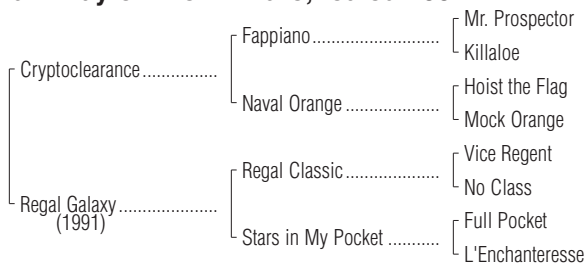 Mr. Prospector
Fappiano
Killaloe
Cryptoclearance
Hoist the Flag
Naval Orange
Mock Orange
Vice Regent
Regal Classic
No Class
Regal Galaxy
(1991)
Full Pocket
Stars in My Pocket
L'Enchanteresse